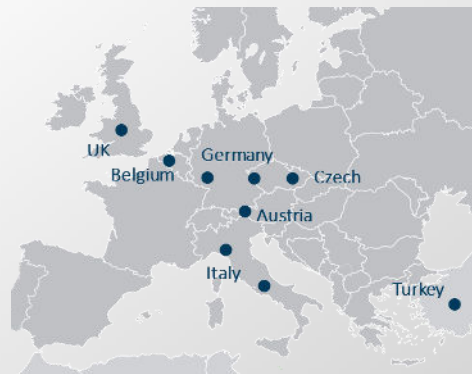 UK
Germany
Belgium
Czech
Austria
Italy
Turkey